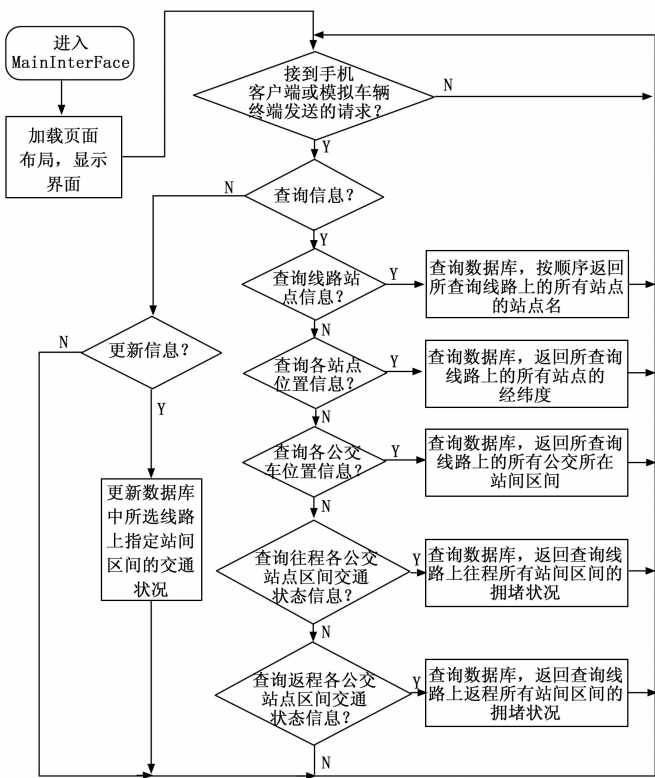 进入
MainInterFace
加载页面
布局，显示
界面
接到手机
客户端或模拟车辆
终端发送的请求？
N
Y
查询信息？
N
Y
查询线路站
点信息？
Y
查询数据库，按顺序返回
所查询线路上的所有站点
的站点名
N
更新信息？
N
Y
查询各站点
位置信息？
Y
查询数据库，返回所查询
线路上的所有站点的
经纬度
N
查询各公交
车位置信息？
Y
查询数据库，返回所查询
线路上的所有公交所在
站间区间
N
更新数据库
中所选线路
上指定站间
区间的交通
状况
查询往程各公交
站点区间交通
状态信息？
Y
查询数据库，返回查询线
路上往程所有站间区间的
拥堵状况
N
查询返程各公交
站点区间交通
状态信息？
Y
查询数据库，返回查询线
路上返程所有站间区间的
拥堵状况
N